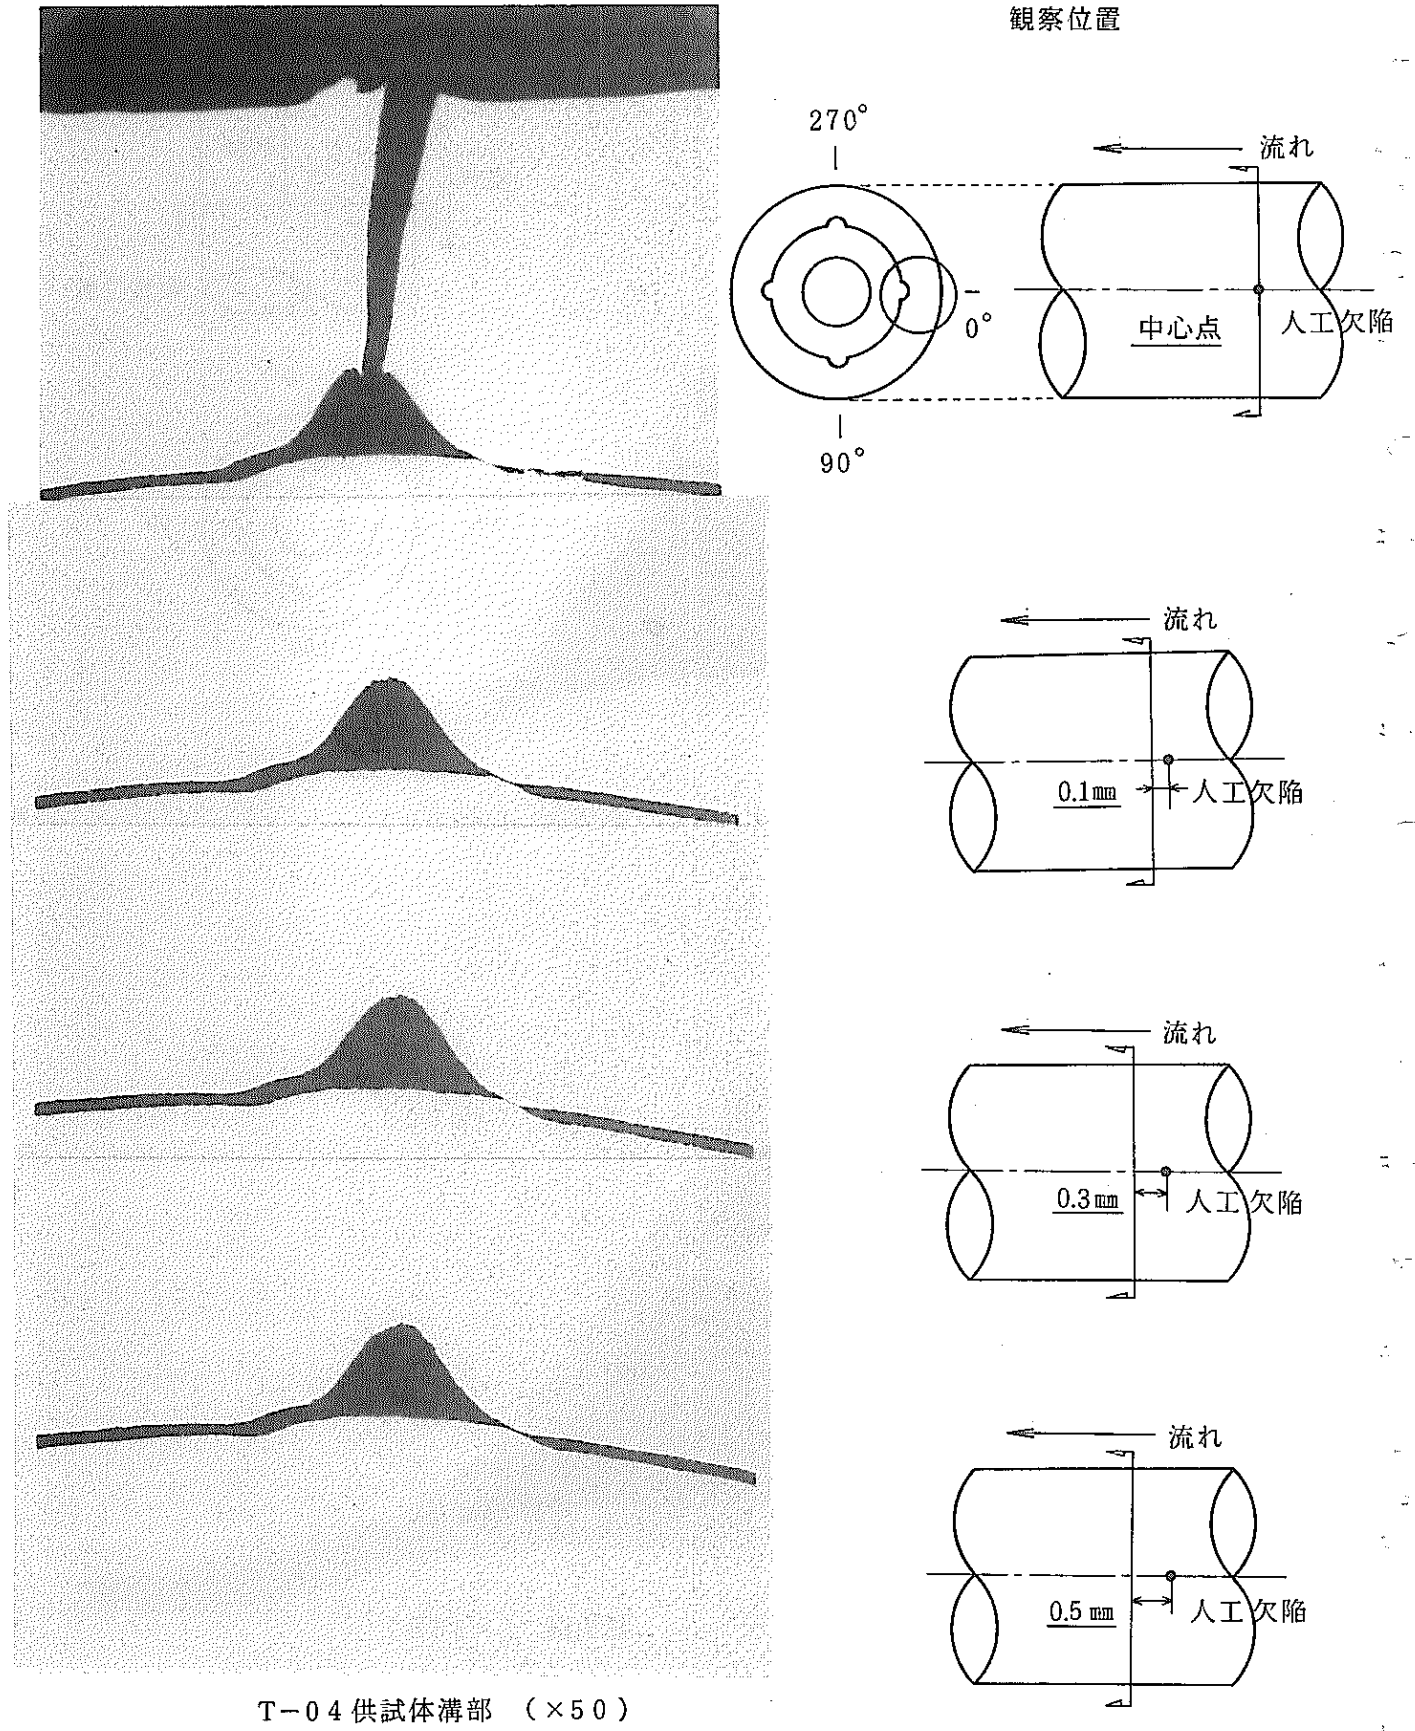 観察位置
270°
流れ
0°
中心点
人工欠陥
90°
流れ
0.1㎜
人工欠陥
流れ
0.3㎜
人工欠陥
流れ
0.5㎜
人工欠陥
T-04供試体溝部 (×50)